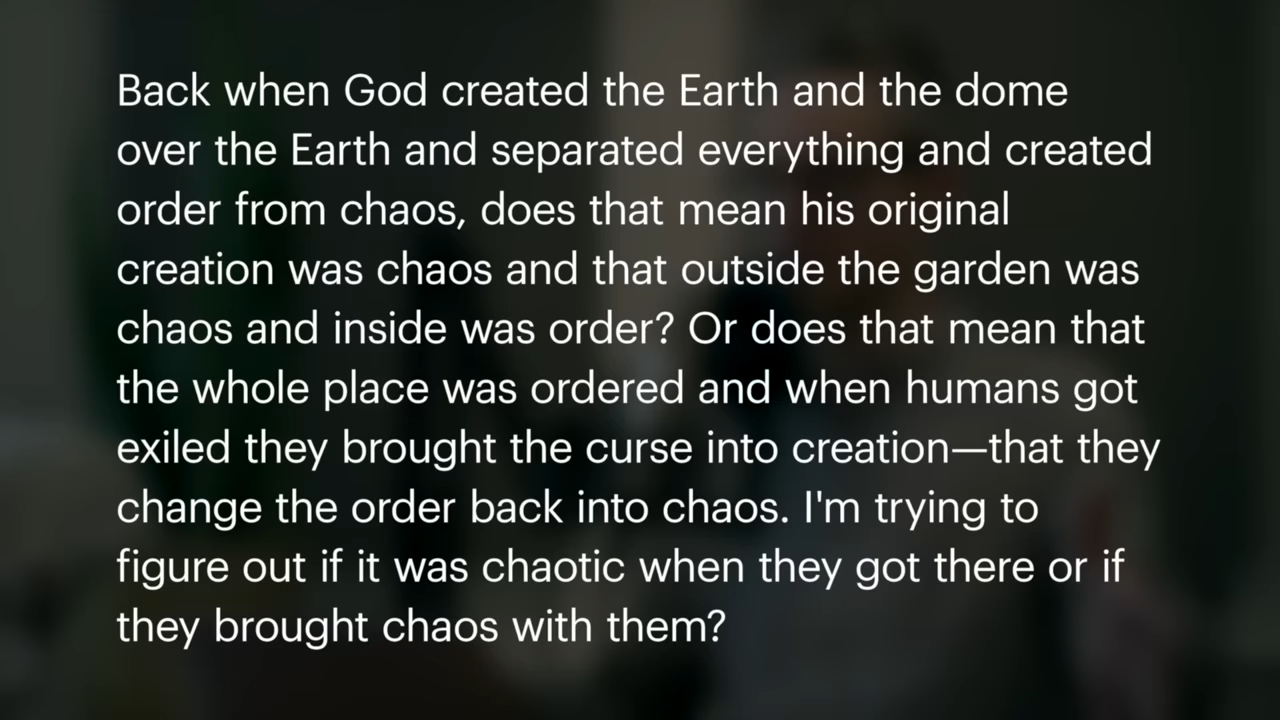 Back when God created the Earth and the dome
over the Earth and separated everything and created
order from chaos, does that mean his original
creation was chaos and that outside the garden was
chaos and inside was order? Or does that mean that
the whole place was ordered and when humans got
exiled they brought the curse into creation—that they
change the order back into chaos. I'm trying to
figure out if it was chaotic when they got there or if
they brought chaos with them?